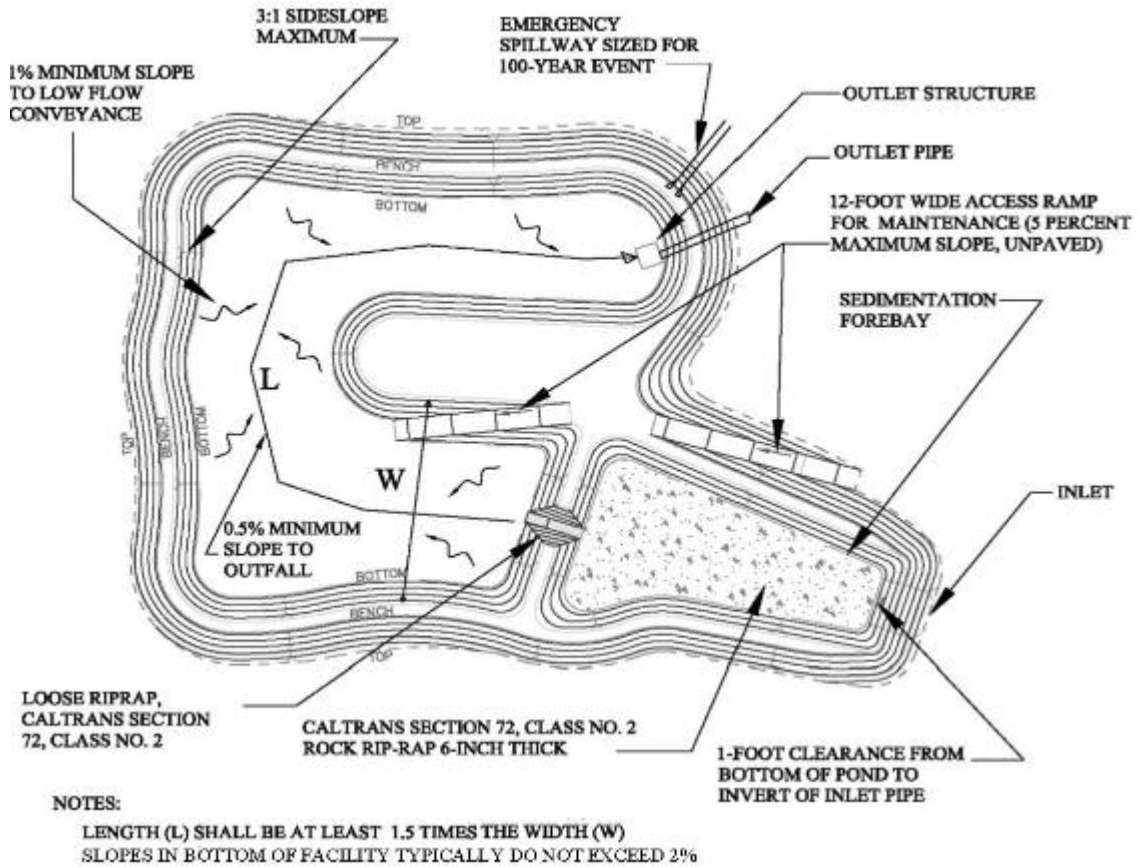 3:1 SIDESLOPE
MAXIMUM
EMERGENCY
SPILLWAY SIZED FOR
100-YEAR EVENT
1% MINIMUM SLOPE
TO LOW FLOW
CONVEYANCE
OUTLET STRUCTURE
OUTLET PIPE
12-FOOT WIDE ACCESS RAMP
FOR MAINTENANCE (5 PERCENT
MAXIMUM SLOPE, UNPAVED)
SEDIMENTATION
FOREBAY
TOP
BENCH
BOTTOM
L
TOP
BENCH
BOTTOM
W
INLET
0.5% MINIMUM
SLOPE TO
OUTFALL
BOTTOM
BENCH
TOP
LOOSE RIPRAP,
CALTRANS SECTION
72, CLASS NO. 2
CALTRANS SECTION 72, CLASS NO. 2
ROCK RIP-RAP 6-INCH THICK
1-FOOT CLEARANCE FROM
BOTTOM OF POND TO
INVERT OF INLET PIPE
NOTES:
LENGTH (L) SHALL BE AT LEAST 1.5 TIMES THE WIDTH (W)
SLOPES IN BOTTOM OF FACILITY TYPICALLY DO NOT EXCEED 2%